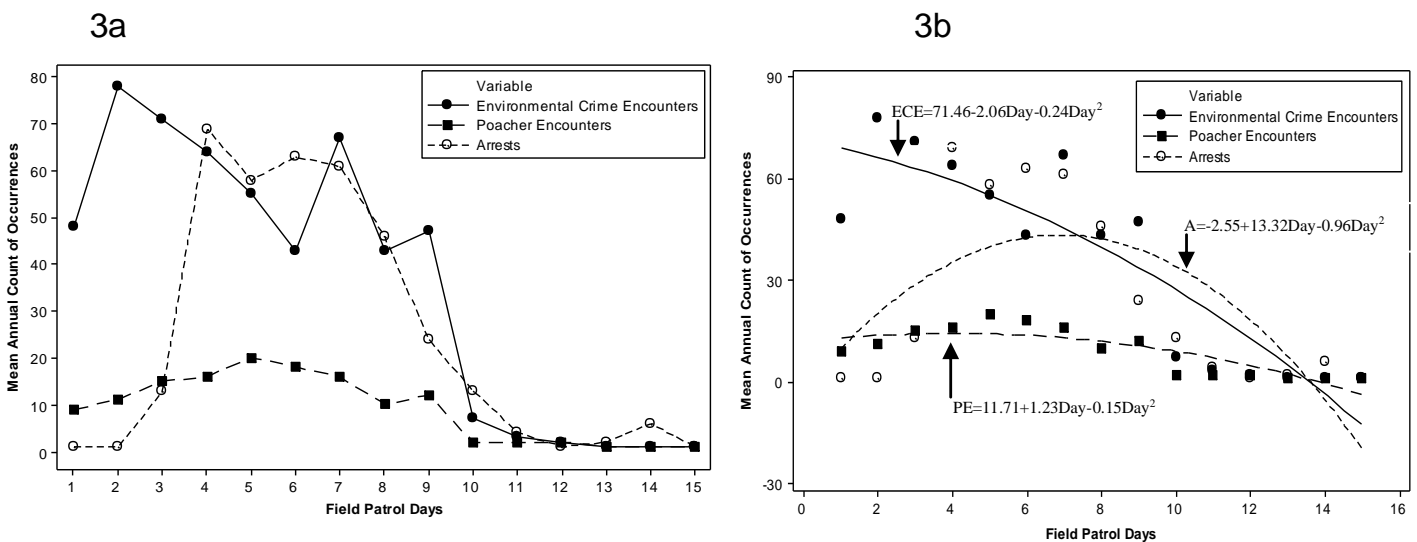 3a
80
70
60
50
40
30
20
10
0
Mean Annual Count of Occurrences
Variable
Environmental Crime Encounters
Poacher Encounters
Arrests
1 2 3 4 5 6 7 8 9 10 11 12 13 14 15
Field Patrol Days
3b
90
60
30
0
-30
Mean Annual Count of Occurrences
Variable
Environmental Crime Encounters
Poacher Encounters
Arrests
ECE=71.46-2.06Day-0.24Day²
A=-2.55+13.32Day-0.96Day²
PE=11.71+1.23Day-0.15Day²
0 2 4 6 8 10 12 14 16
Field Patrol Days